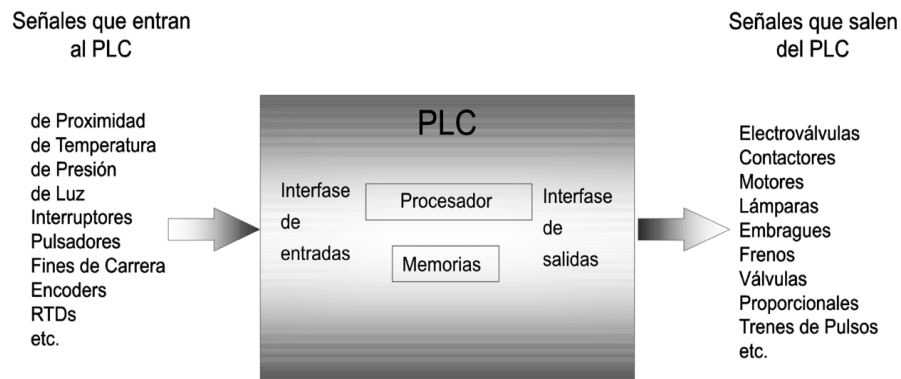 Señales que entran
al PLC
Señales que salen
del PLC
de Proximidad
de Temperatura
de Presión
de Luz
Interruptores
Pulsadores
Fines de Carrera
Encoders
RTDs
etc.
PLC
Interfase
de
entradas
Procesador
Memorias
Interfase
de
salidas
Electroválvulas
Contactores
Motores
Lámparas
Embragues
Frenos
Válvulas
Proporcionales
Trenes de Pulsos
etc.